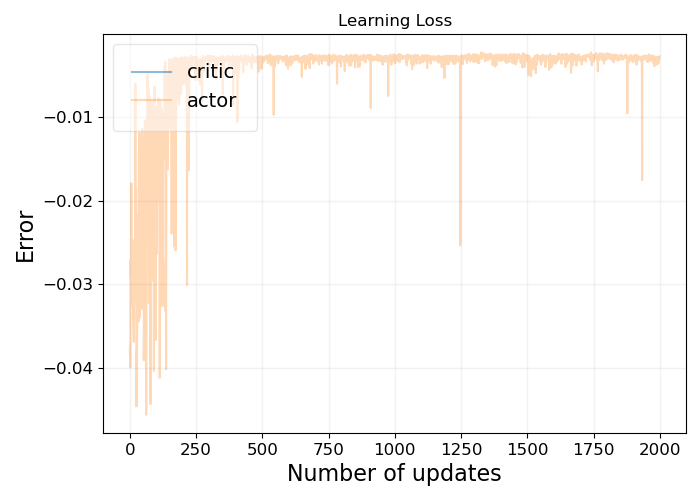 Learning Loss
critic
actor
Error
−0.01
−0.02
−0.03
−0.04
0 250 500 750 1000 1250 1500 1750 2000
Number of updates